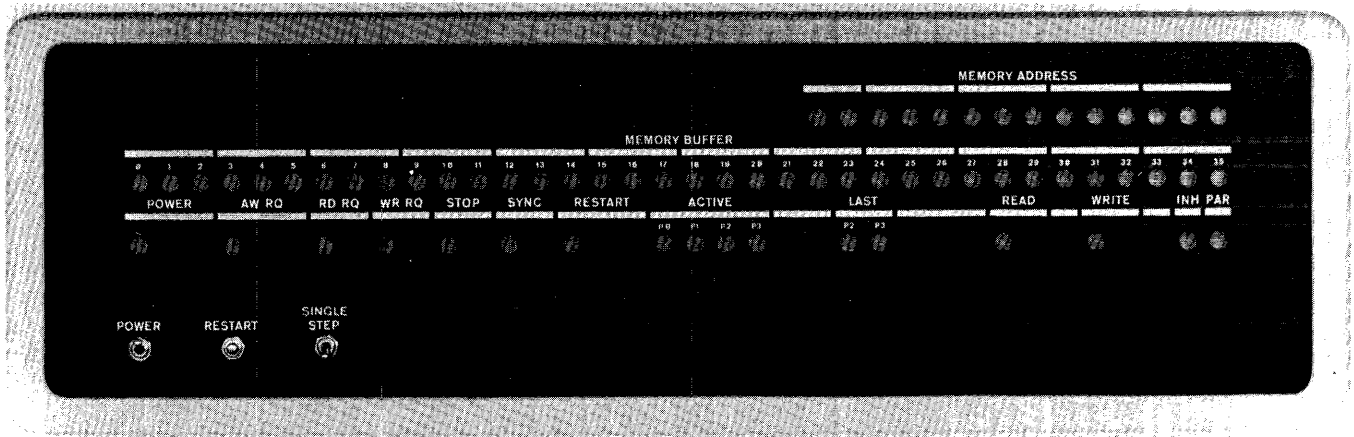 MEMORY ADDRESS
MEMORY BUFFER
0 1 2 3 4 5 6 7 8 9 10 11 12 13 14 15 16 17 18 19 20 21 22 23 24 25 26 27 28 29 30 31 32 33 34 35
POWER AW RQ RD RQ WR RQ STOP SYNC RESTART ACTIVE LAST READ WRITE INH PAR
P0 P1 P2 P3 P2 P3
POWER RESTART SINGLE
STEP